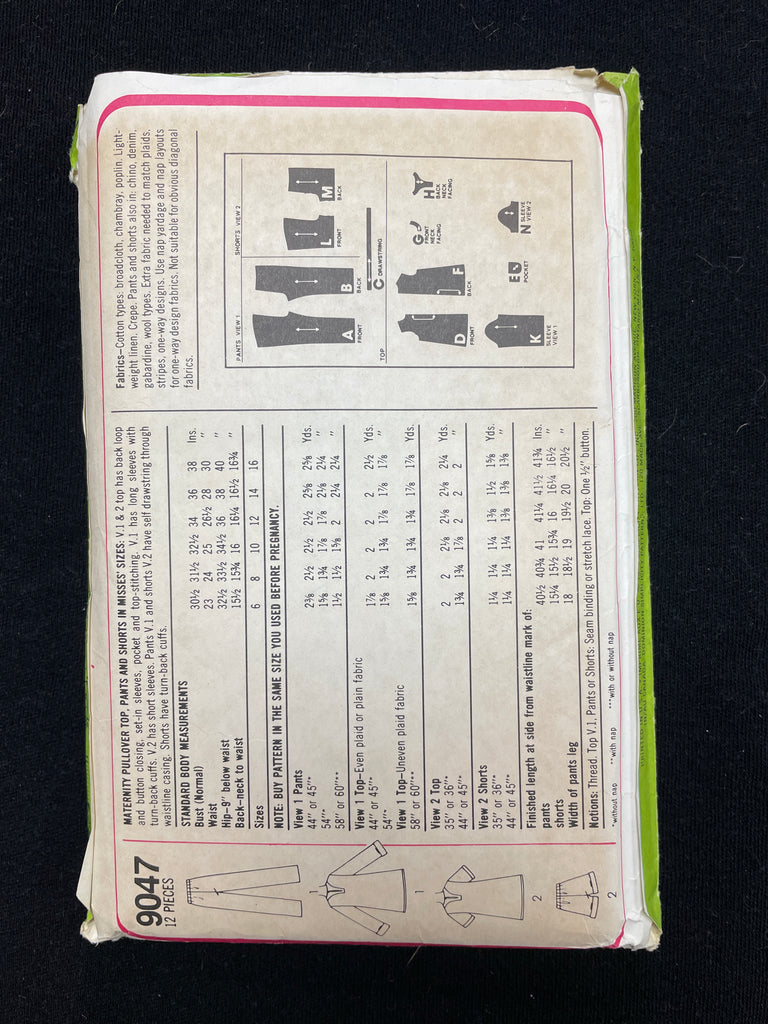 9047
12 PIECES
1
1
2
2
MATERNITY PULLOVER TOP, PANTS AND SHORTS IN MISSES' SIZES: V.1 & 2 top has back loop
and button closing, set-in sleeves, pocket and top-stitching. V.1 has long sleeves with
turn-back cuffs. V.2 has short sleeves. Pants V.1 and shorts V.2 have self drawstring through
waistline casing. Shorts have turn-back cuffs.
STANDARD BODY MEASUREMENTS
Bust (Normal) 30½ 31½ 32½ 34 36 38 Ins.
Waist 23 24 25 26½ 28 30 "
Hip–9" below waist 32½ 33½ 34½ 36 38 40 "
Back–neck to waist 15½ 15¾ 16 16¼ 16½ 16¾ "
Sizes 6 8 10 12 14 16
NOTE: BUY PATTERN IN THE SAME SIZE YOU USED BEFORE PREGNANCY.
View 1 Pants
44" or 45"* 2⅜ 2½ 2½ 2½ 2⅝ 2⅝ Yds.
54"* 1⅝ 1¾ 1⅞ 1⅞ 2⅛ 2¼ "
58" or 60"** 1½ 1½ 1⅝ 2 2¼ 2¼ "
View 1 Top–Even plaid or plain fabric
44" or 45"* 1⅞ 2 2 2 2 2½ Yds.
54"* 1⅝ 1¾ 1¾ 1⅞ 1⅞ 1⅞ "
View 1 Top–Uneven plaid fabric
58" or 60"*** 1⅝ 1¾ 1¾ 1¾ 1⅞ 1⅞ Yds.
View 2 Top
35" or 36"* 2 2 2⅛ 2⅛ 2⅛ 2¼ Yds.
44" or 45"* 1¾ 1¾ 1⅞ 2 2 2 "
View 2 Shorts
35" or 36"* 1¼ 1¼ 1¼ 1⅜ 1½ 1⅝ Yds.
44" or 45"* 1¼ 1¼ 1¼ 1⅜ 1⅜ 1⅜ "
Finished length at side from waistline mark of:
pants 40½ 40¾ 41 41¼ 41½ 41¾ Ins.
shorts 15¼ 15½ 15¾ 16 16¼ 16½ "
Width of pants leg 18 18½ 19 19½ 20 20½ "
Notions: Thread. Top V.1, Pants or Shorts: Seam binding or stretch lace. Top: One ½" button.
*without nap **with nap ***with or without nap
Fabrics–Cotton types: broadcloth, chambray, poplin. Light-
weight linen. Crepe. Pants and shorts also in: chino, denim,
gabardine, wool types. Extra fabric needed to match plaids,
stripes, one-way designs. Use nap yardage and nap layouts
for one-way design fabrics. Not suitable for obvious diagonal
fabrics.
PANTS VIEW 1
SHORTS VIEW 2
A FRONT
B BACK
L FRONT
M BACK
C DRAWSTRING
TOP
D FRONT
F BACK
G FRONT NECK FACING
H BACK NECK FACING
K SLEEVE VIEW 1
E POCKET
N SLEEVE VIEW 2